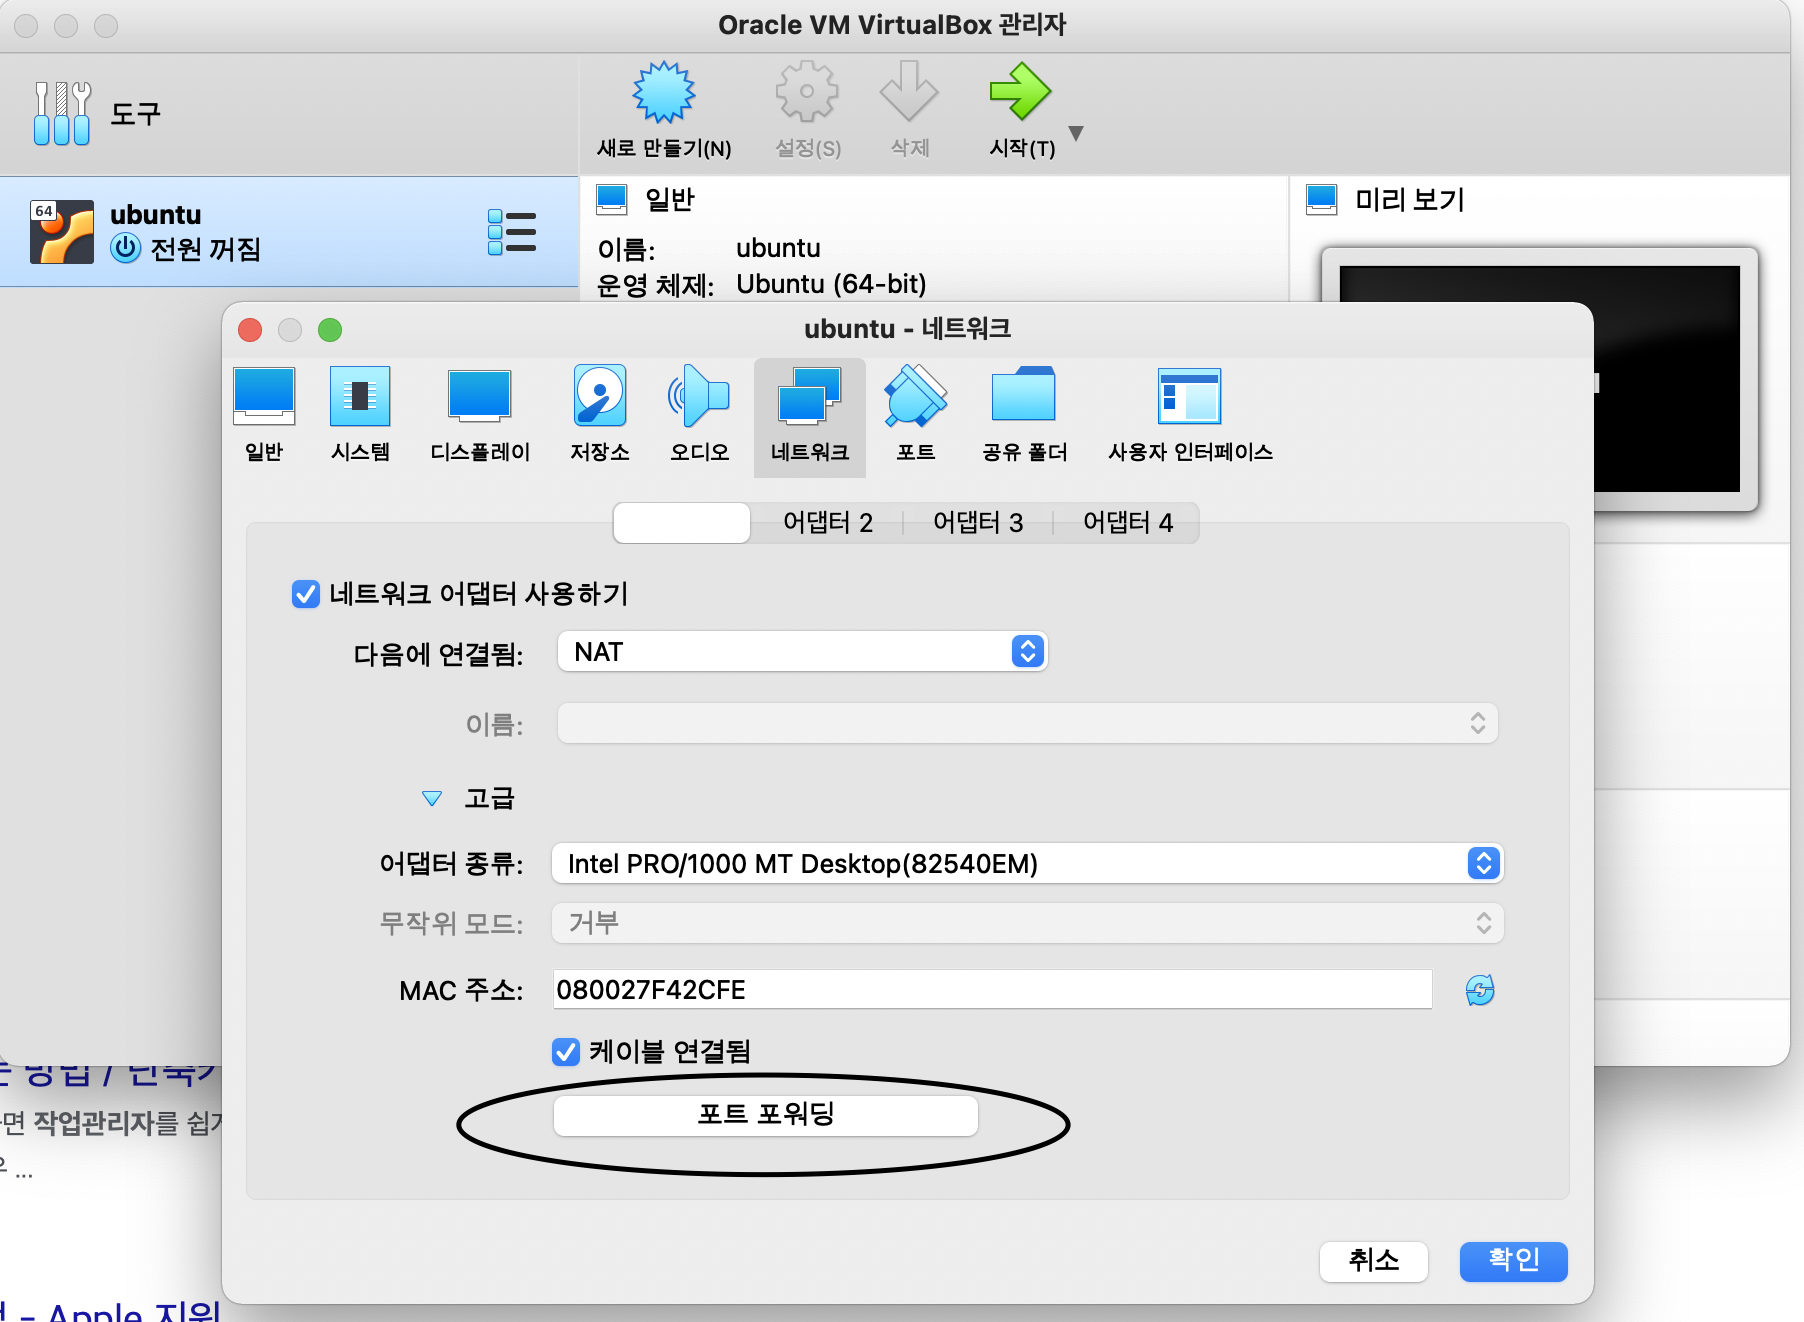 Oracle VM VirtualBox 관리자
도구
새로 만들기(N)
설정(S)
삭제
시작(T)
64
ubuntu
전원 꺼짐
일반
이름: ubuntu
운영 체제: Ubuntu (64-bit)
미리 보기
ubuntu - 네트워크
일반
시스템
디스플레이
저장소
오디오
네트워크
포트
공유 폴더
사용자 인터페이스
어댑터 2
어댑터 3
어댑터 4
네트워크 어댑터 사용하기
다음에 연결됨: NAT
이름:
고급
어댑터 종류: Intel PRO/1000 MT Desktop(82540EM)
무작위 모드: 거부
MAC 주소: 080027F42CFE
케이블 연결됨
포트 포워딩
취소
확인
방법 /
면 작업관리자를 쉽게
...
- Apple 지원